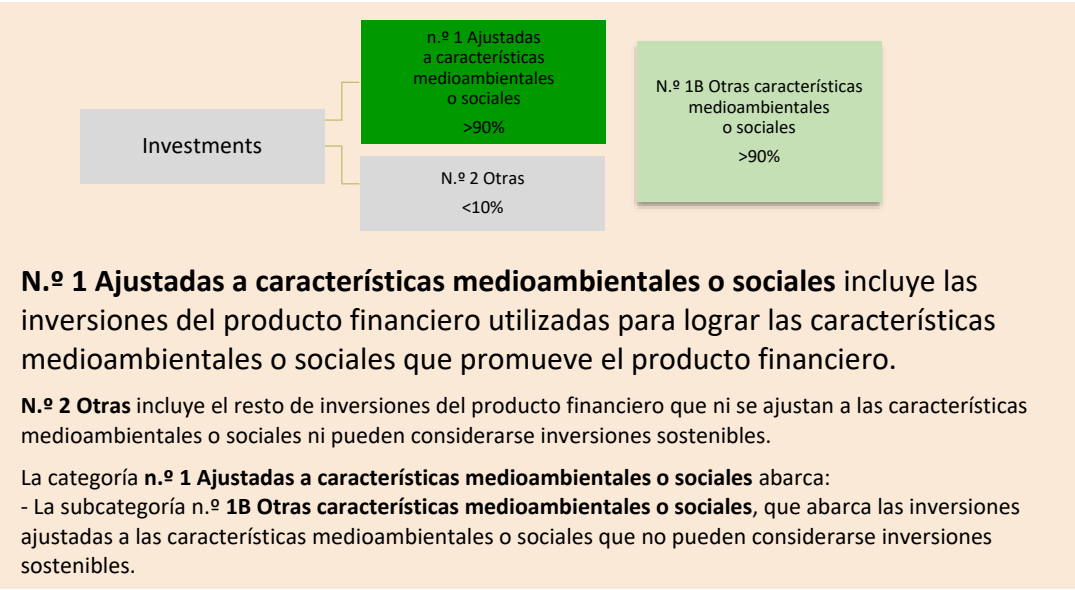 n.º 1 Ajustadas
a características
medioambientales
o sociales
>90%
N.º 1B Otras características
medioambientales
o sociales
>90%
Investments
N.º 2 Otras
<10%
N.º 1 Ajustadas a características medioambientales o sociales incluye las
inversiones del producto financiero utilizadas para lograr las características
medioambientales o sociales que promueve el producto financiero.
N.º 2 Otras incluye el resto de inversiones del producto financiero que ni se ajustan a las características
medioambientales o sociales ni pueden considerarse inversiones sostenibles.
La categoría n.º 1 Ajustadas a características medioambientales o sociales abarca:
- La subcategoría n.º 1B Otras características medioambientales o sociales, que abarca las inversiones
ajustadas a las características medioambientales o sociales que no pueden considerarse inversiones
sostenibles.